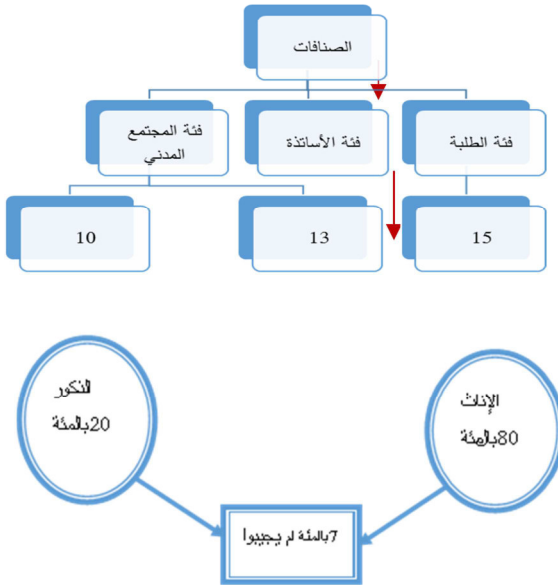 الصنافات
فئة الطلبة
فئة الأساتذة
فئة المجتمع
المدني
15
13
10
الذكور
20بالمئة
الإناث
80بالمئة
7بالمئة لم يجيبوا